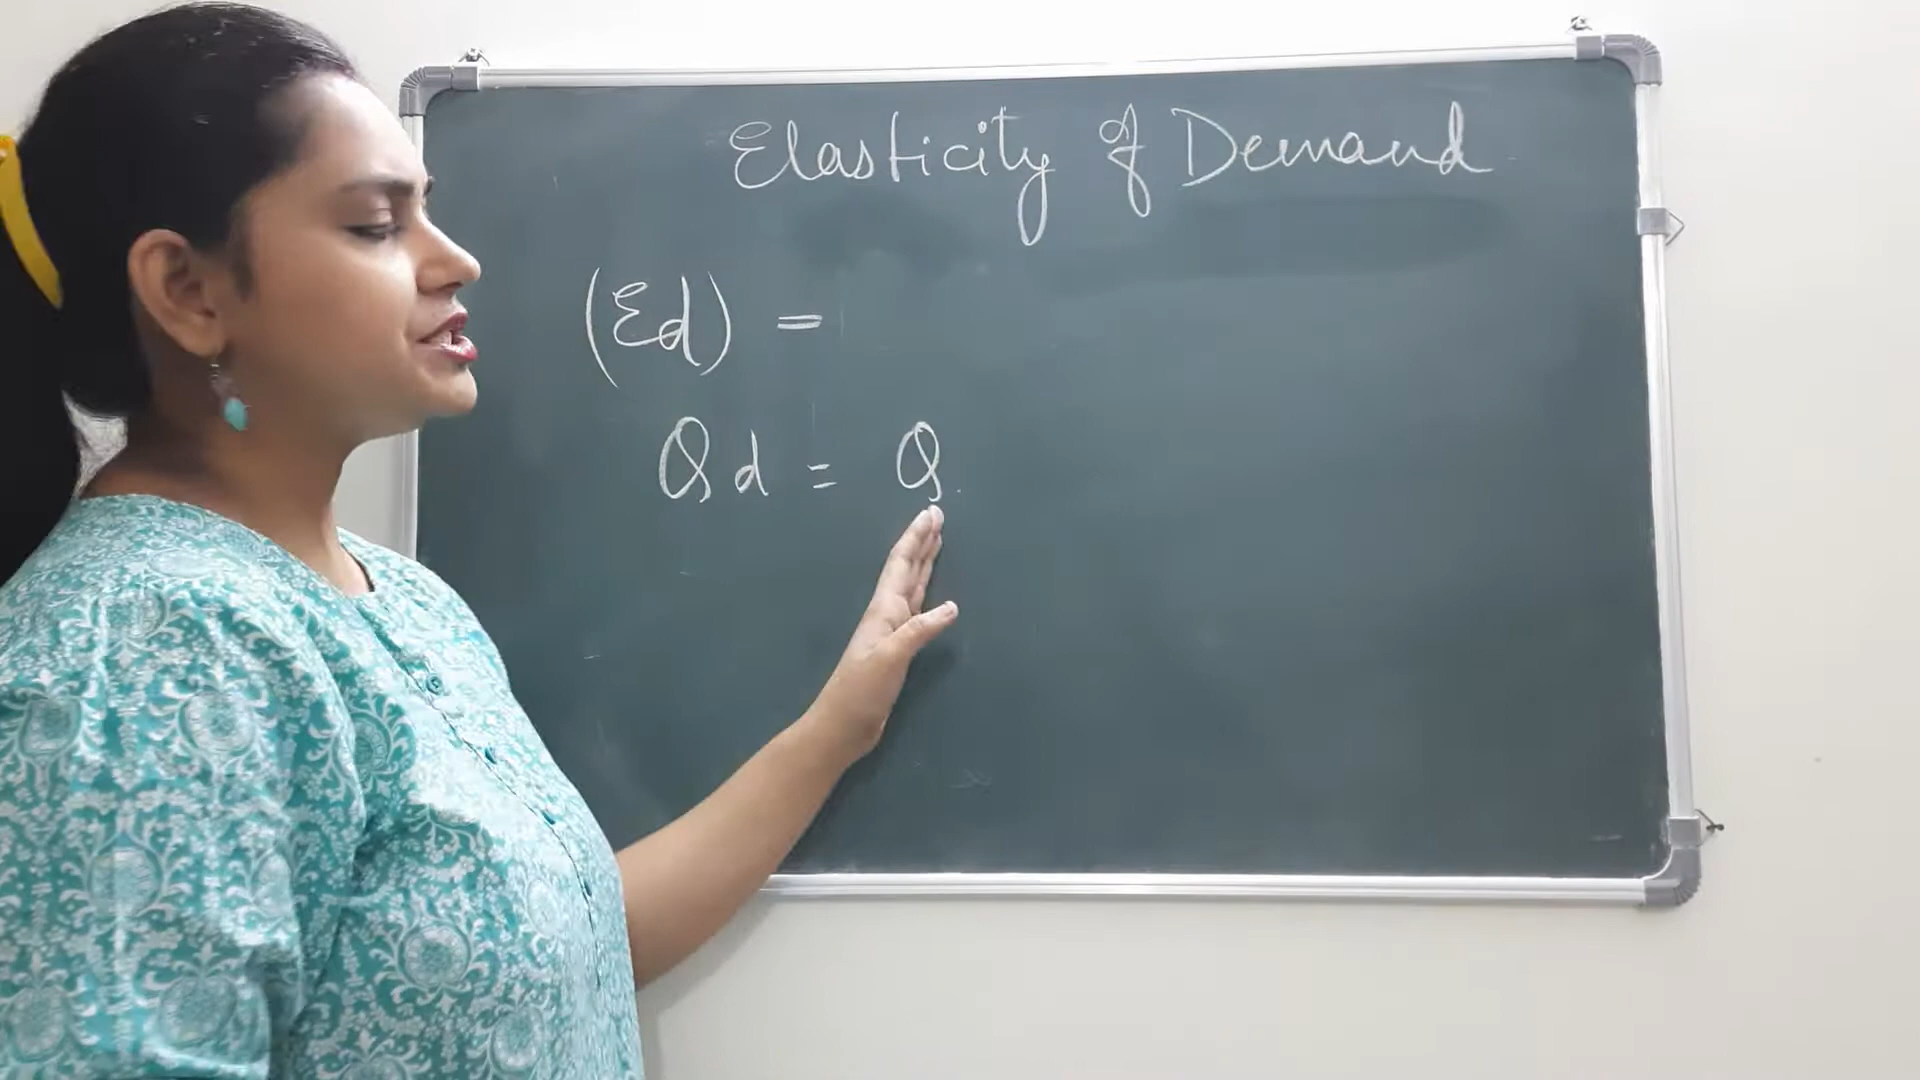 Elasticity of Demand
(Ed) =
Qd = Q